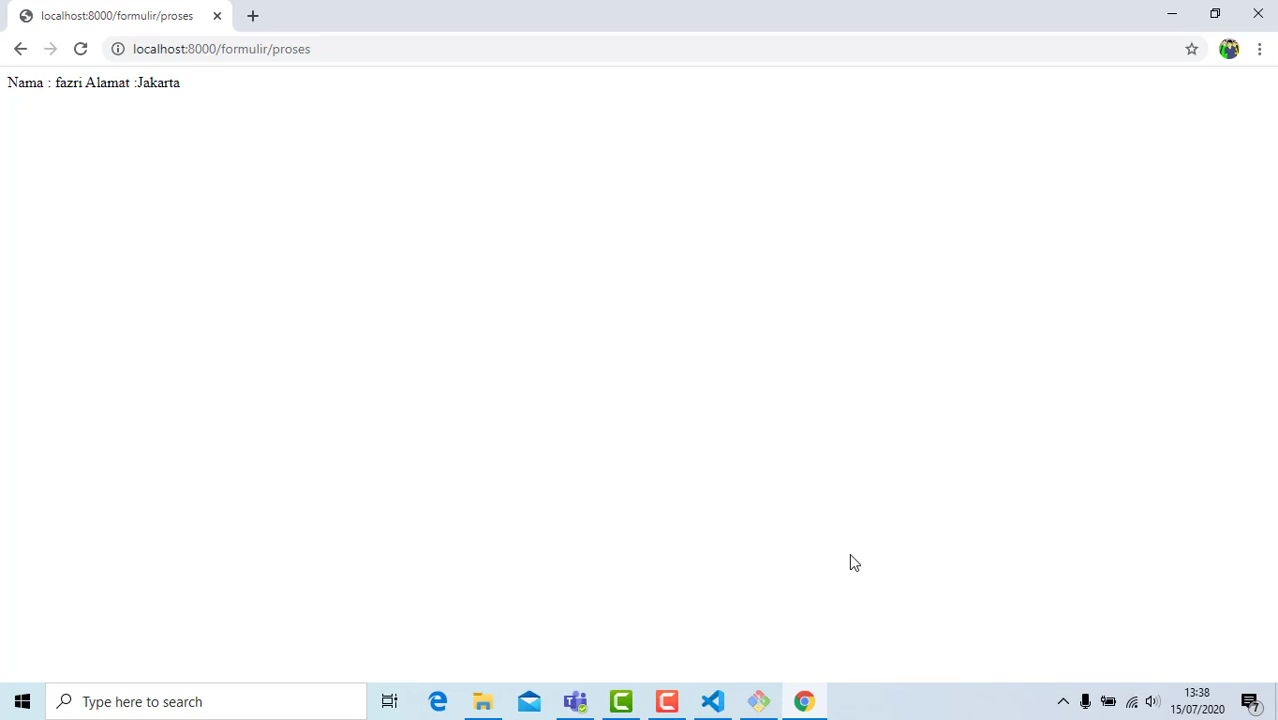 localhost:8000/formulir/proses
localhost:8000/formulir/proses
Nama : fazri Alamat :Jakarta
Type here to search
13:38
15/07/2020
7